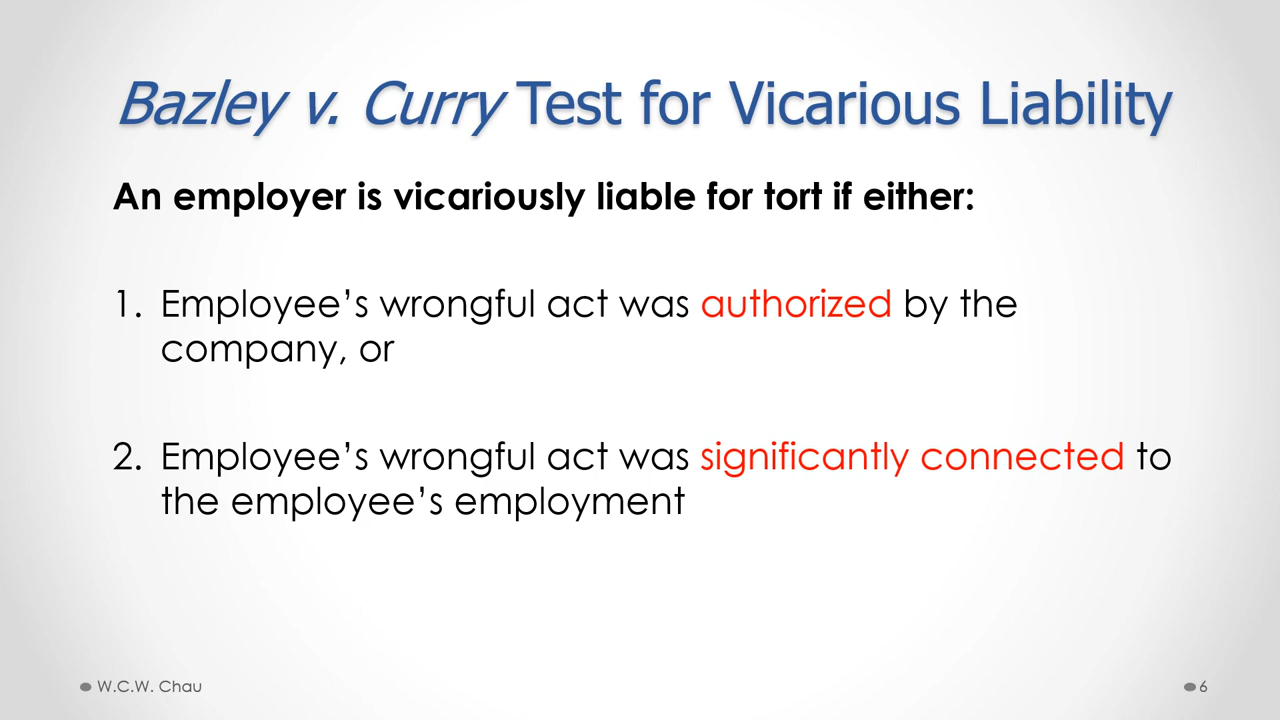 Bazley v. Curry Test for Vicarious Liability
An employer is vicariously liable for tort if either:
1. Employee’s wrongful act was authorized by the
company, or
2. Employee’s wrongful act was significantly connected to
the employee’s employment
W.C.W. Chau
6